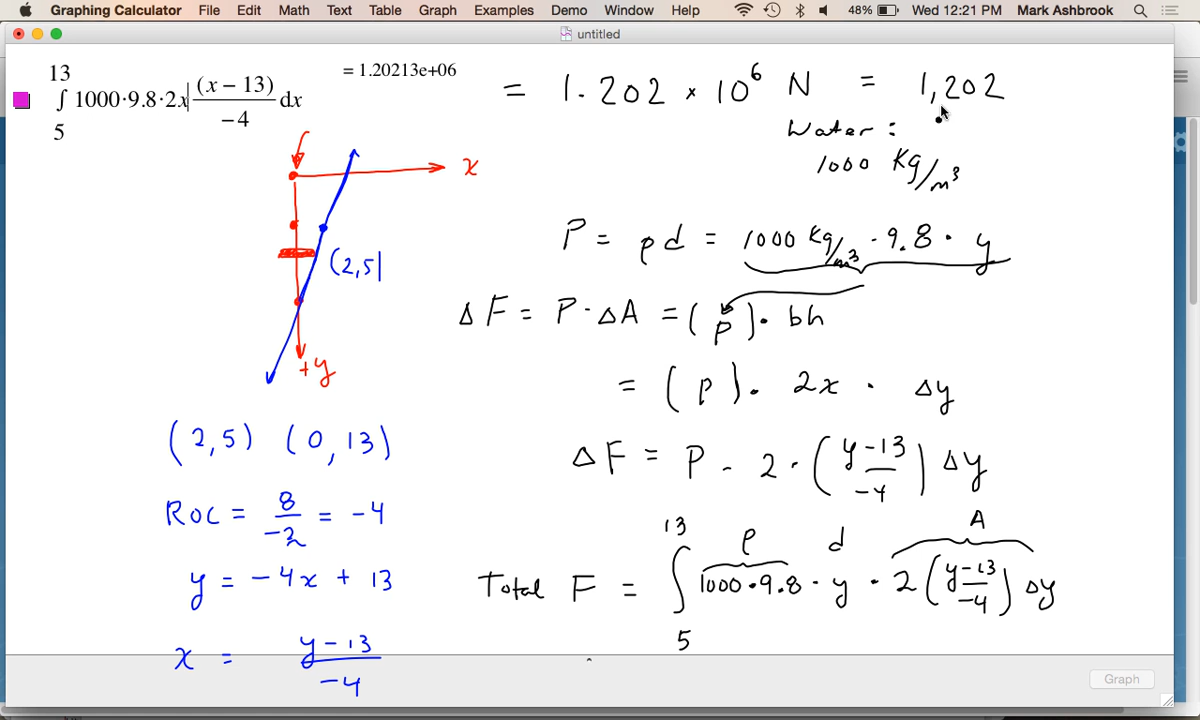 Graphing Calculator File Edit Math Text Table Graph Examples Demo Window Help 48% Wed 12:21 PM Mark Ashbrook
untitled
13
∫ 1000·9.8·2x (x – 13)/–4 dx = 1.20213e+06
5
= 1.202 × 10⁶ N = 1,202
Water :
1000 Kg/m³
x
(2,5)
+y
P = ρd = 1000 Kg/m³ · 9.8 · y
ΔF = P · ΔA = (P) · bh
= (P) · 2x · Δy
ΔF = P - 2 · (y-13/-4) Δy
(2,5) (0,13)
ROC = 8/-2 = -4
y = -4x + 13
x = y-13/-4
13 ρ d A
Total F = ∫ 1000·9.8 · y · 2 (y-13/-4) Δy
5
Graph